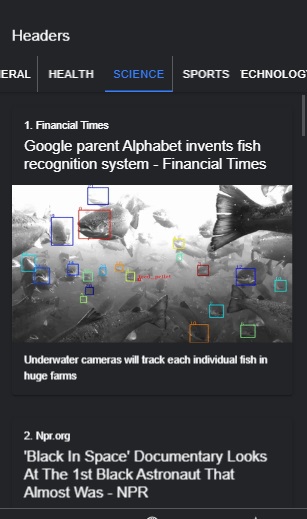 Headers
ERAL HEALTH SCIENCE SPORTS ECHNOLOG
1. Financial Times
Google parent Alphabet invents fish
recognition system - Financial Times
Underwater cameras will track each individual fish in
huge farms
2. Npr.org
'Black In Space' Documentary Looks
At The 1st Black Astronaut That
Almost Was - NPR